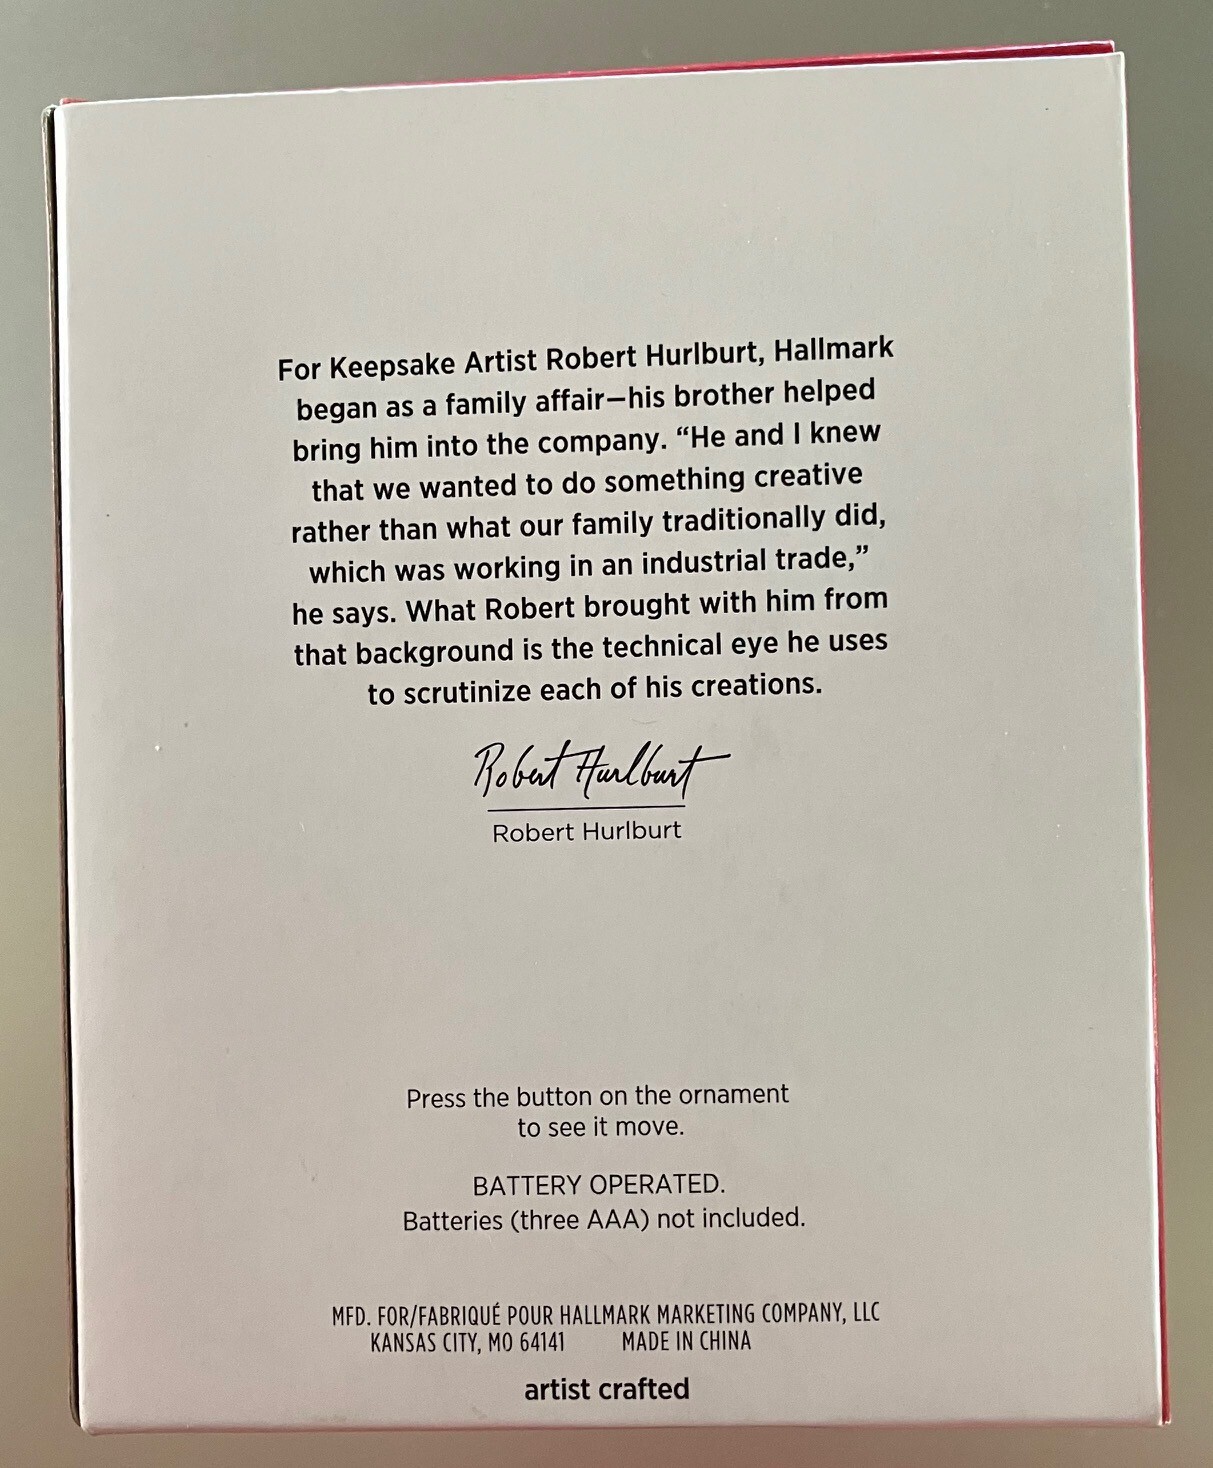 For Keepsake Artist Robert Hurlburt, Hallmark
began as a family affair—his brother helped
bring him into the company. “He and I knew
that we wanted to do something creative
rather than what our family traditionally did,
which was working in an industrial trade,”
he says. What Robert brought with him from
that background is the technical eye he uses
to scrutinize each of his creations.
Robert Hurlburt
Robert Hurlburt
Press the button on the ornament
to see it move.
BATTERY OPERATED.
Batteries (three AAA) not included.
MFD. FOR/FABRIQUÉ POUR HALLMARK MARKETING COMPANY, LLC
KANSAS CITY, MO 64141 MADE IN CHINA
artist crafted